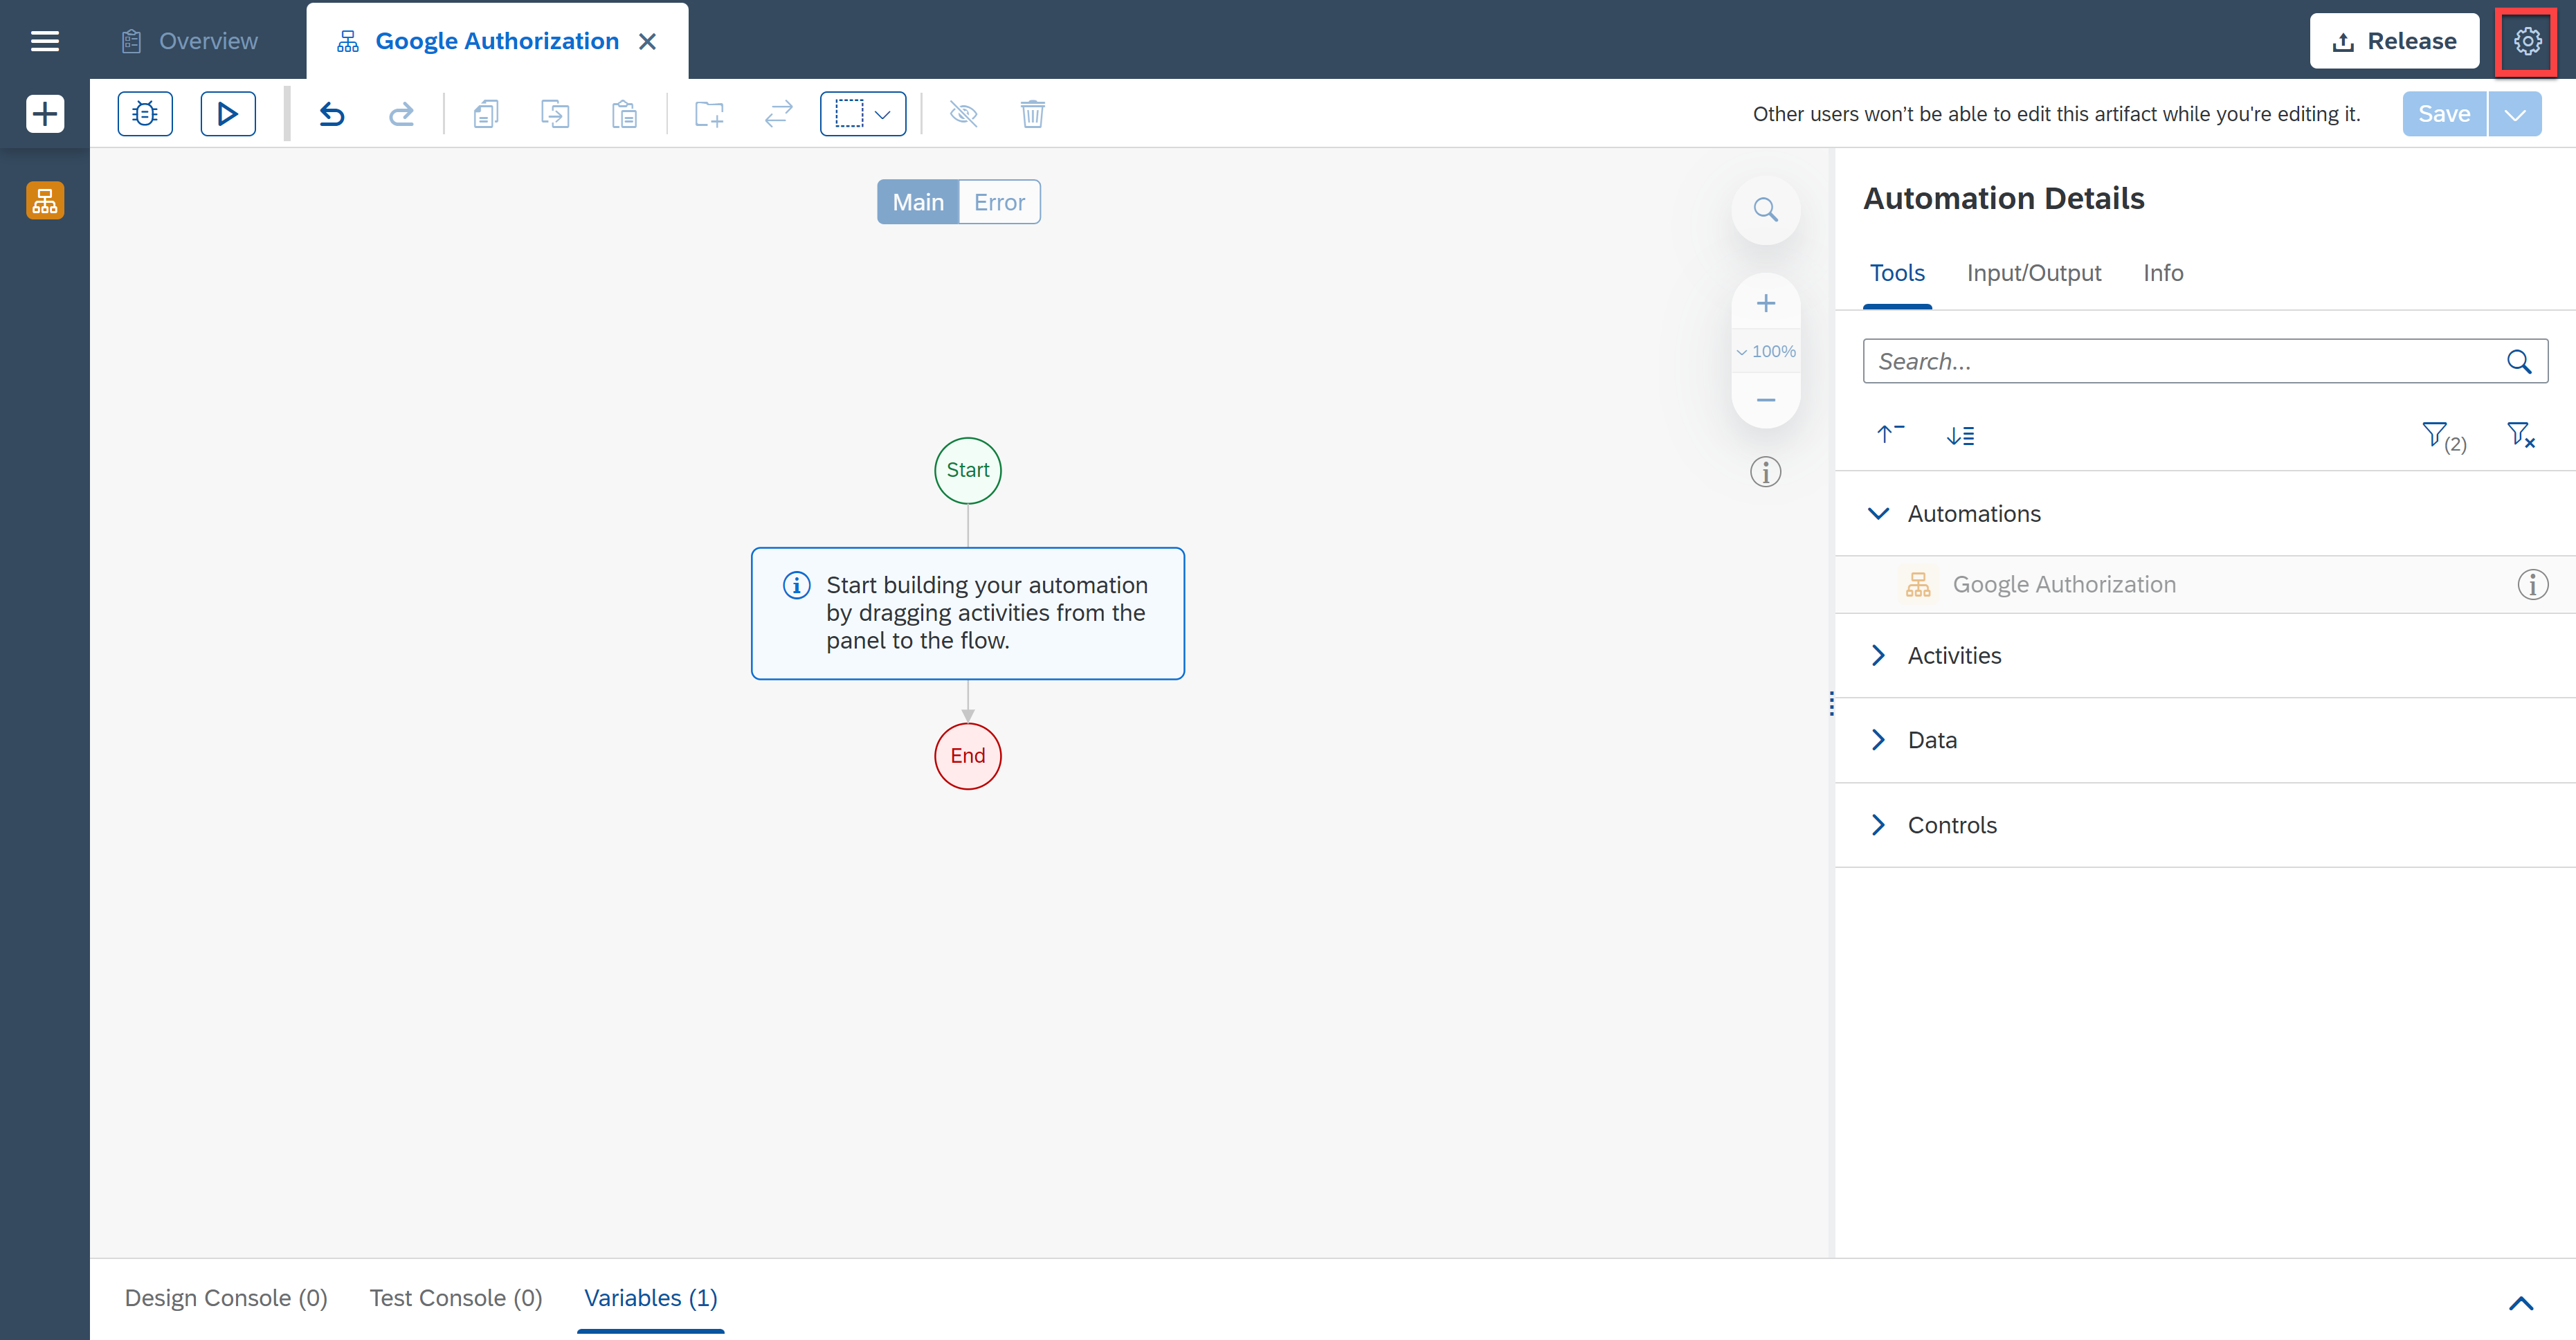 Overview
Google Authorization
Release
Other users won't be able to edit this artifact while you're editing it.
Save
Main
Error
100%
Start
Start building your automation
by dragging activities from the
panel to the flow.
End
Automation Details
Tools
Input/Output
Info
Search...
(2)
Automations
Google Authorization
Activities
Data
Controls
Design Console (0)
Test Console (0)
Variables (1)